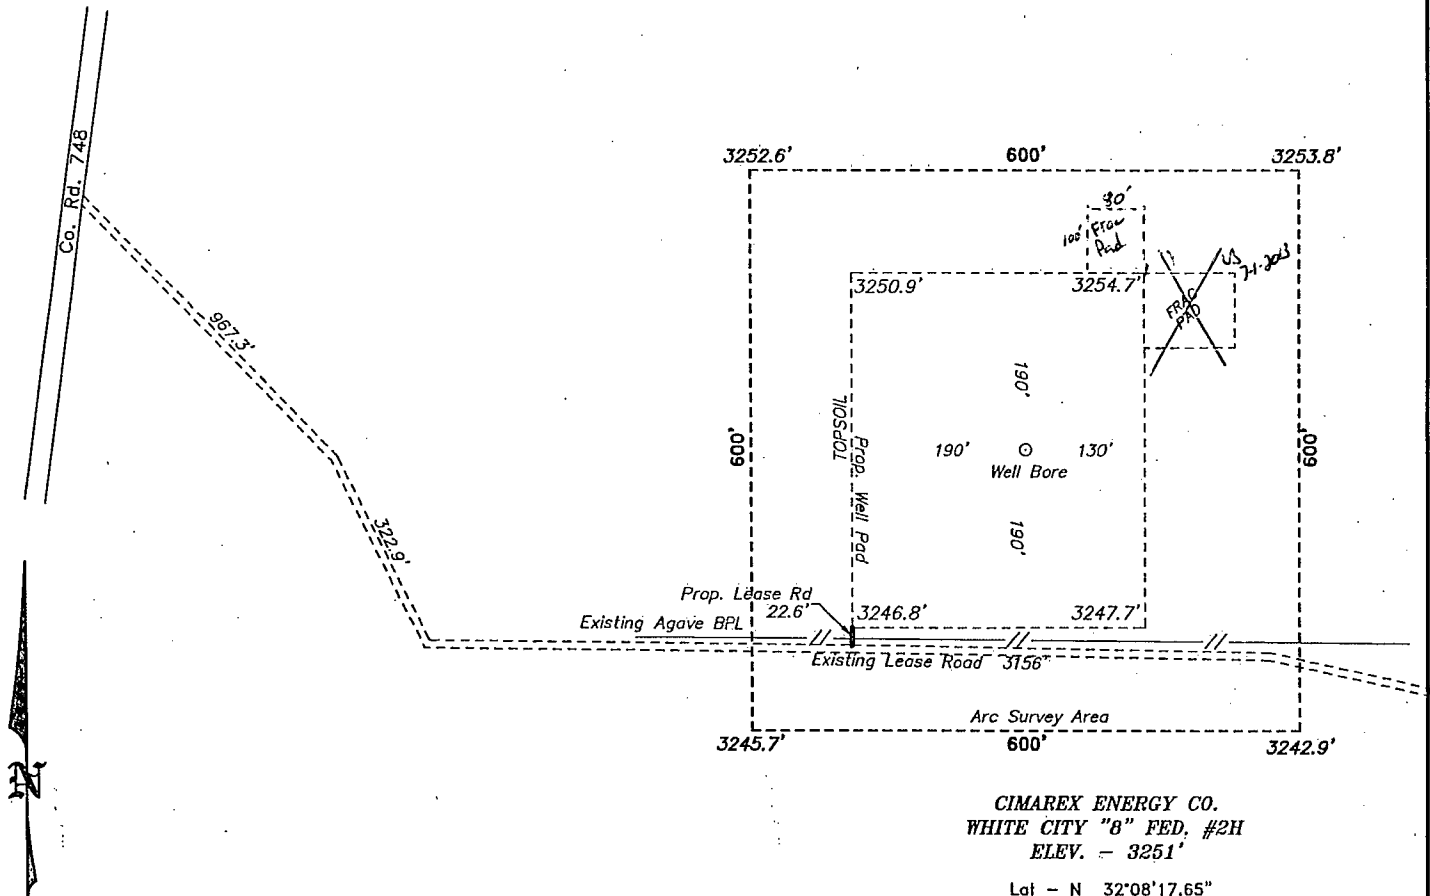 Co. Rd. 748
967.3'
322.9'
3252.6' 600' 3253.8'
80'
100' Frac
Pad
7-1-2013
FRAC
PAD
3250.9' 3254.7'
190'
TOPSOIL
Prop. Well Pad
600' 190' 130' 600'
Well Bore
190'
Prop. Lease Rd
22.6' 3246.8' 3247.7'
Existing Agave BPL
Existing Lease Road 3156"
Arc Survey Area
3245.7' 600' 3242.9'
CIMAREX ENERGY CO.
WHITE CITY "8" FED. #2H
ELEV. - 3251'
Lat - N 32°08'17.65"